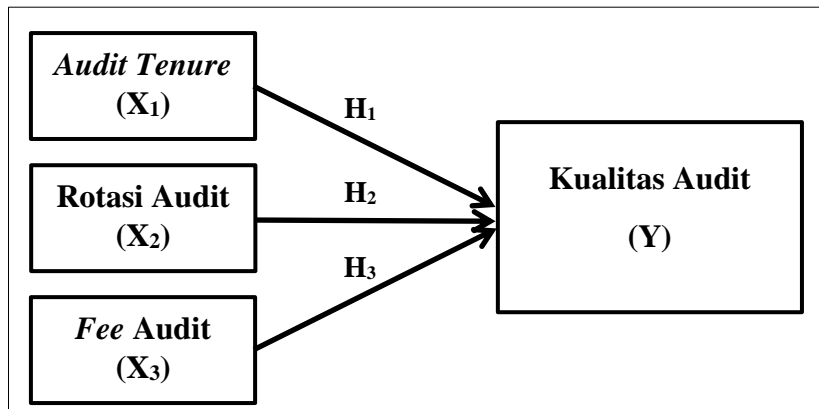 Audit Tenure
(X₁)
H₁
Rotasi Audit
(X₂)
H₂
Fee Audit
(X₃)
H₃
Kualitas Audit
(Y)